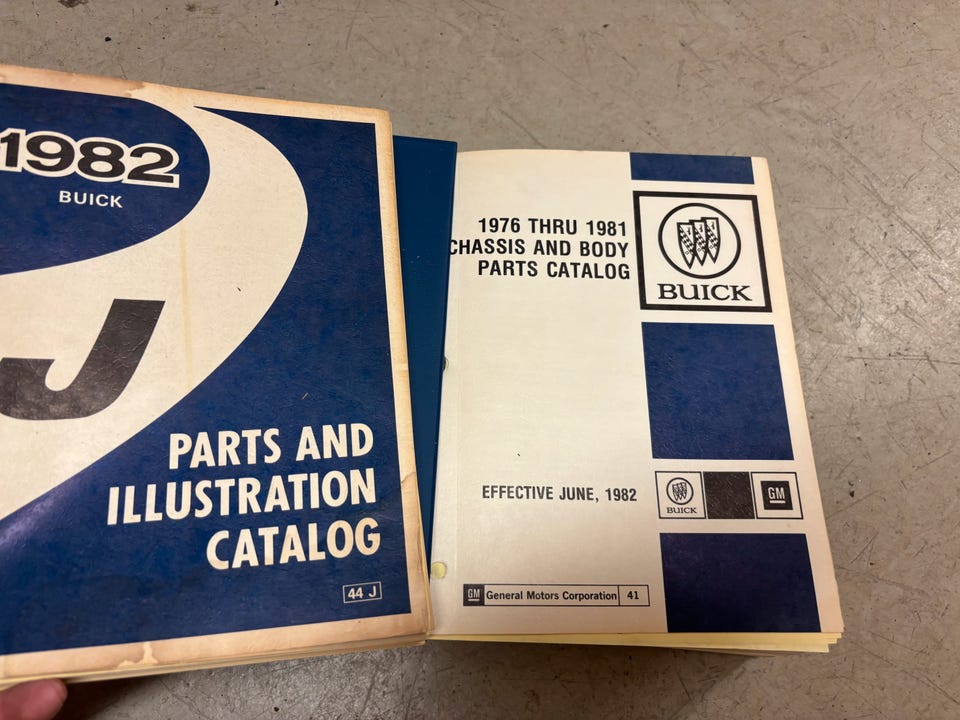 1982
BUICK
J
PARTS AND
ILLUSTRATION
CATALOG
44 J
1976 THRU 1981
CHASSIS AND BODY
PARTS CATALOG
BUICK
EFFECTIVE JUNE, 1982
BUICK
GM
GM General Motors Corporation 41